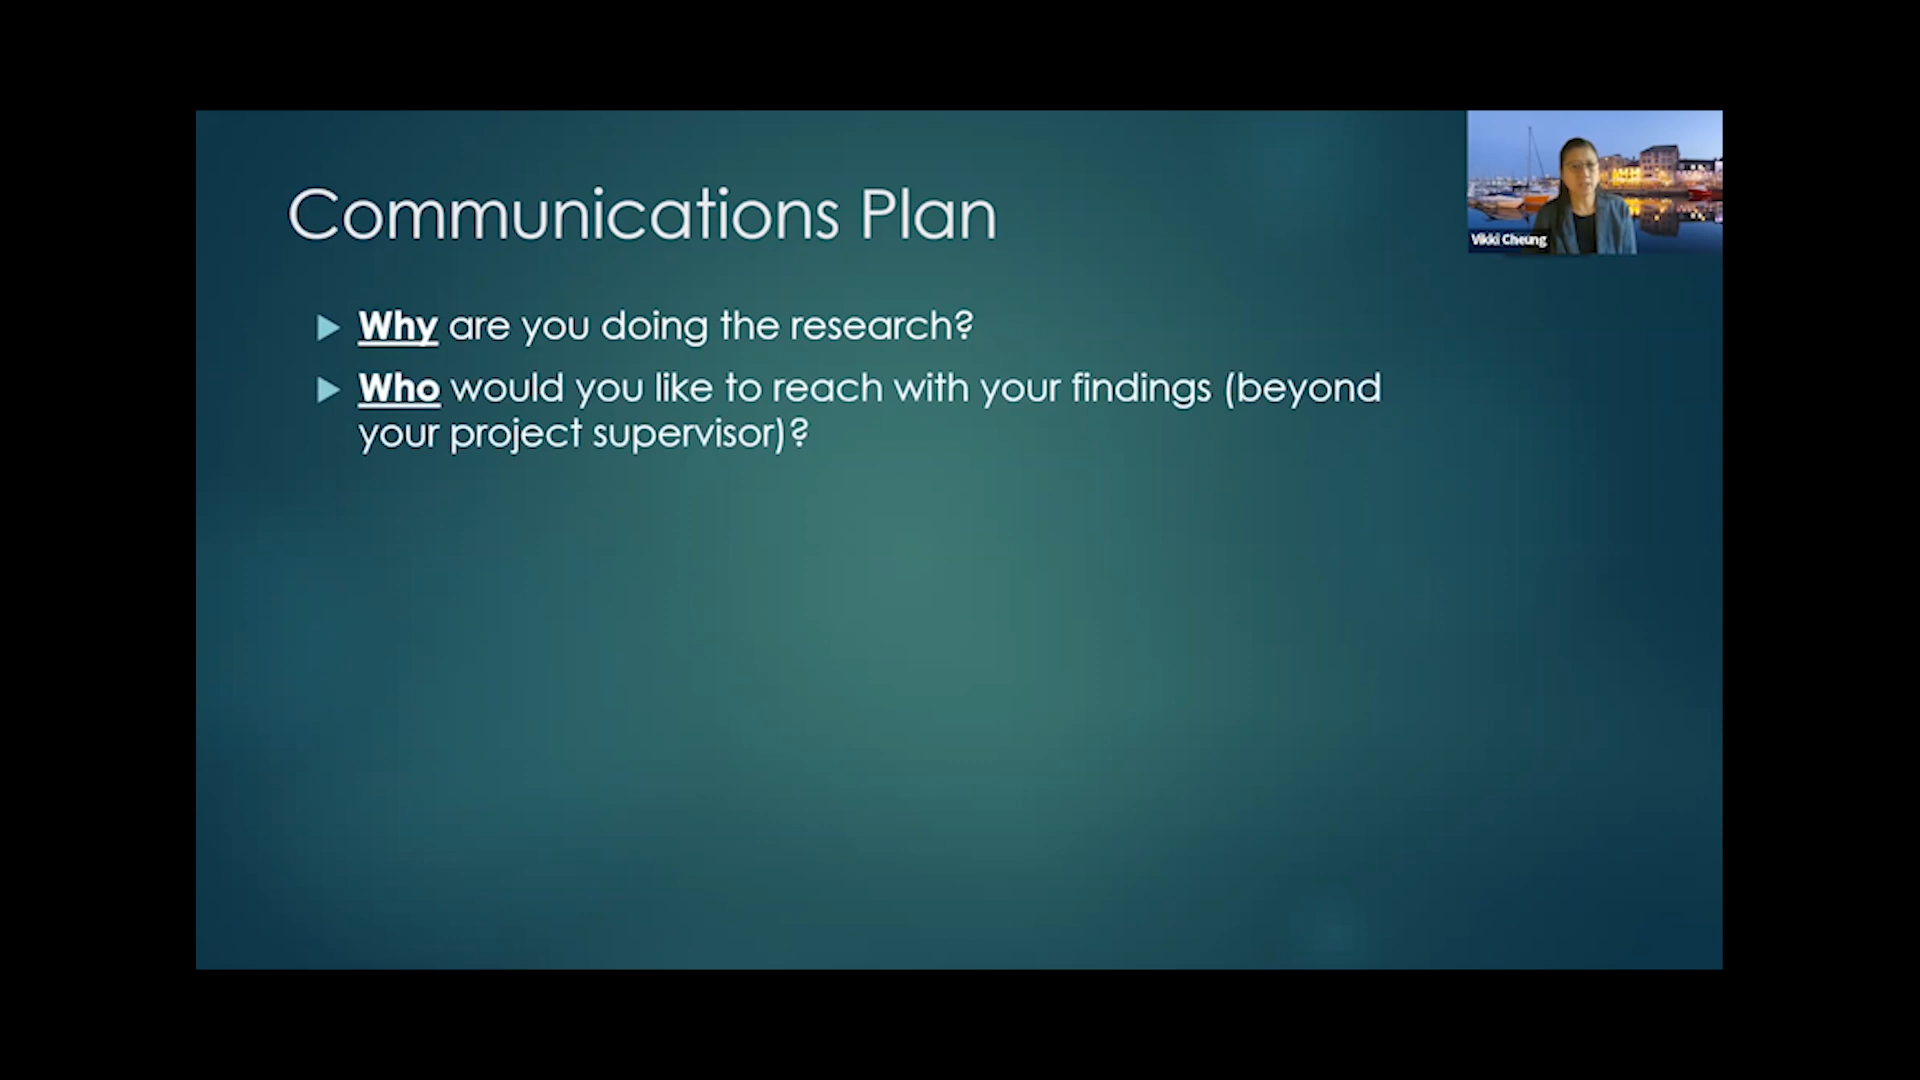 Communications Plan
Vikki Cheung
Why are you doing the research?
Who would you like to reach with your findings (beyond
your project supervisor)?